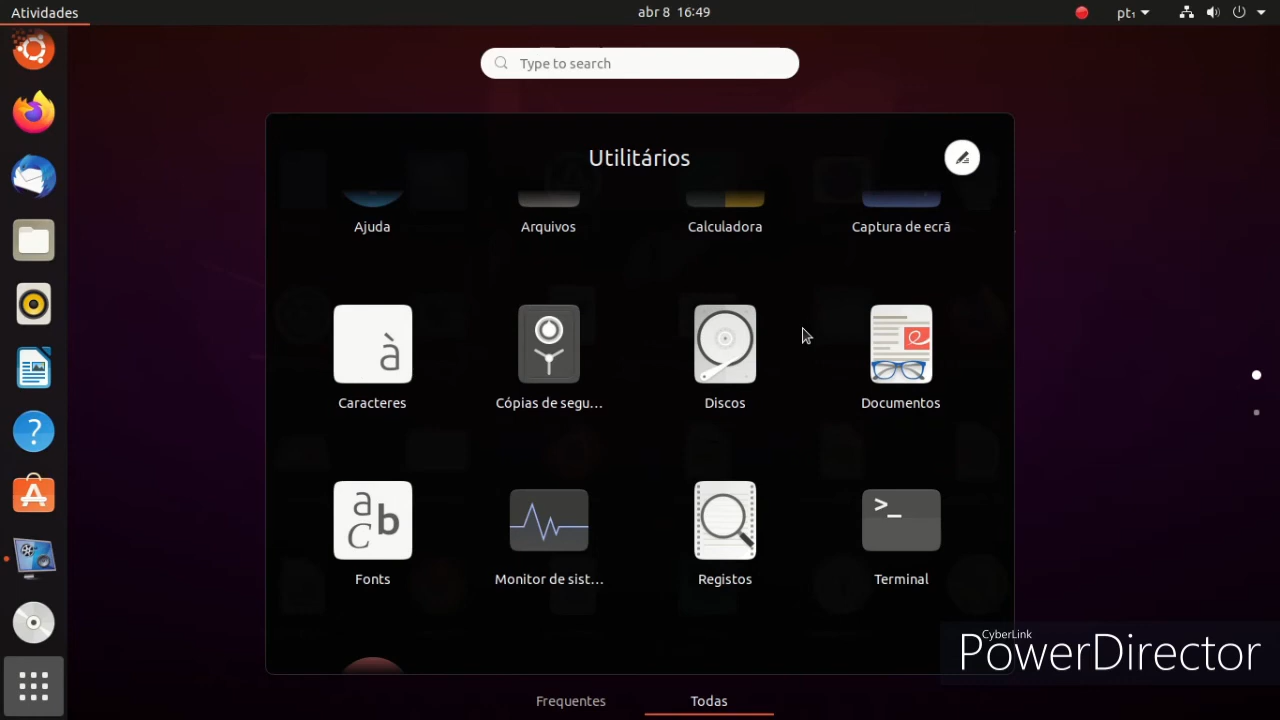 Atividades
abr 8 16:49
pt₁
Type to search
Utilitários
Ajuda
Arquivos
Calculadora
Captura de ecrã
à
Caracteres
Cópias de segu…
Discos
Documentos
a b C
Fonts
Monitor de sist…
Registos
>_
Terminal
CyberLink
PowerDirector
Frequentes
Todas